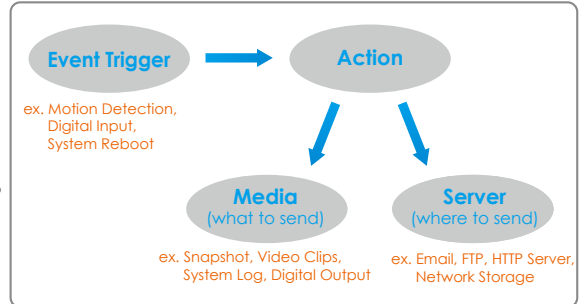 Event Trigger
Action
ex. Motion Detection,
Digital Input,
System Reboot
Media
(what to send)
Server
(where to send)
ex. Snapshot, Video Clips,
System Log, Digital Output
ex. Email, FTP, HTTP Server,
Network Storage